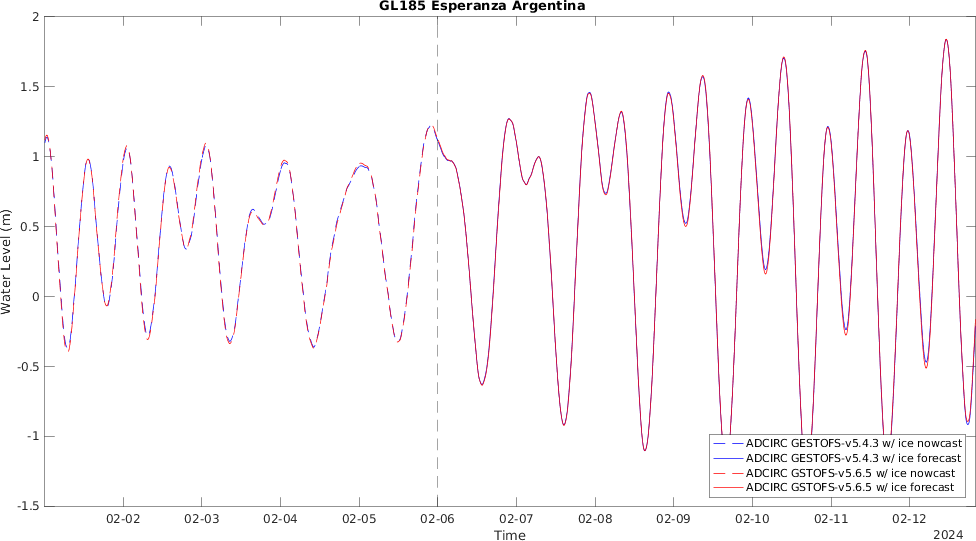 GL185 Esperanza Argentina
2
1.5
1
0.5
0
-0.5
-1
-1.5
Water Level (m)
02-02 02-03 02-04 02-05 02-06 02-07 02-08 02-09 02-10 02-11 02-12
Time
2024
ADCIRC GESTOFS-v5.4.3 w/ ice nowcast
ADCIRC GESTOFS-v5.4.3 w/ ice forecast
ADCIRC GSTOFS-v5.6.5 w/ ice nowcast
ADCIRC GSTOFS-v5.6.5 w/ ice forecast